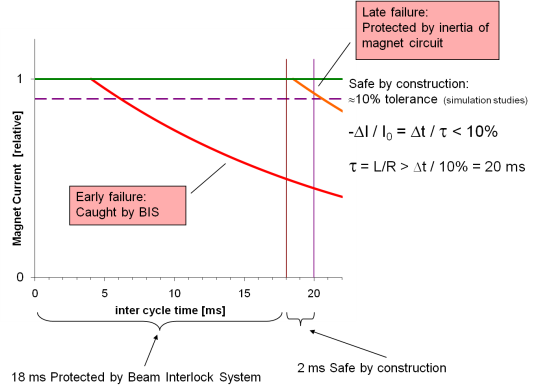 Late failure:
Protected by inertia of
magnet circuit
Safe by construction:
≈10% tolerance (simulation studies)
-ΔI / I₀ = Δt / τ < 10%
τ = L/R > Δt / 10% = 20 ms
Early failure:
Caught by BIS
Magnet Current [relative]
1
0
0
5
10
15
20
inter cycle time [ms]
18 ms Protected by Beam Interlock System
2 ms Safe by construction